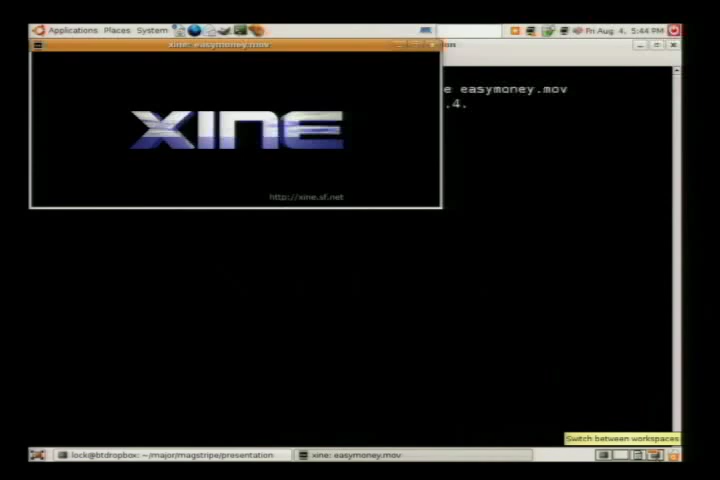 Applications Places System
Fri Aug 4, 5:44 PM
xine: easymoney.mov
on
e easymoney.mov
.4.
XINE
http://xine.sf.net
Switch between workspaces
lock@btdropbox: ~/major/magstripe/presentation
xine: easymoney.mov